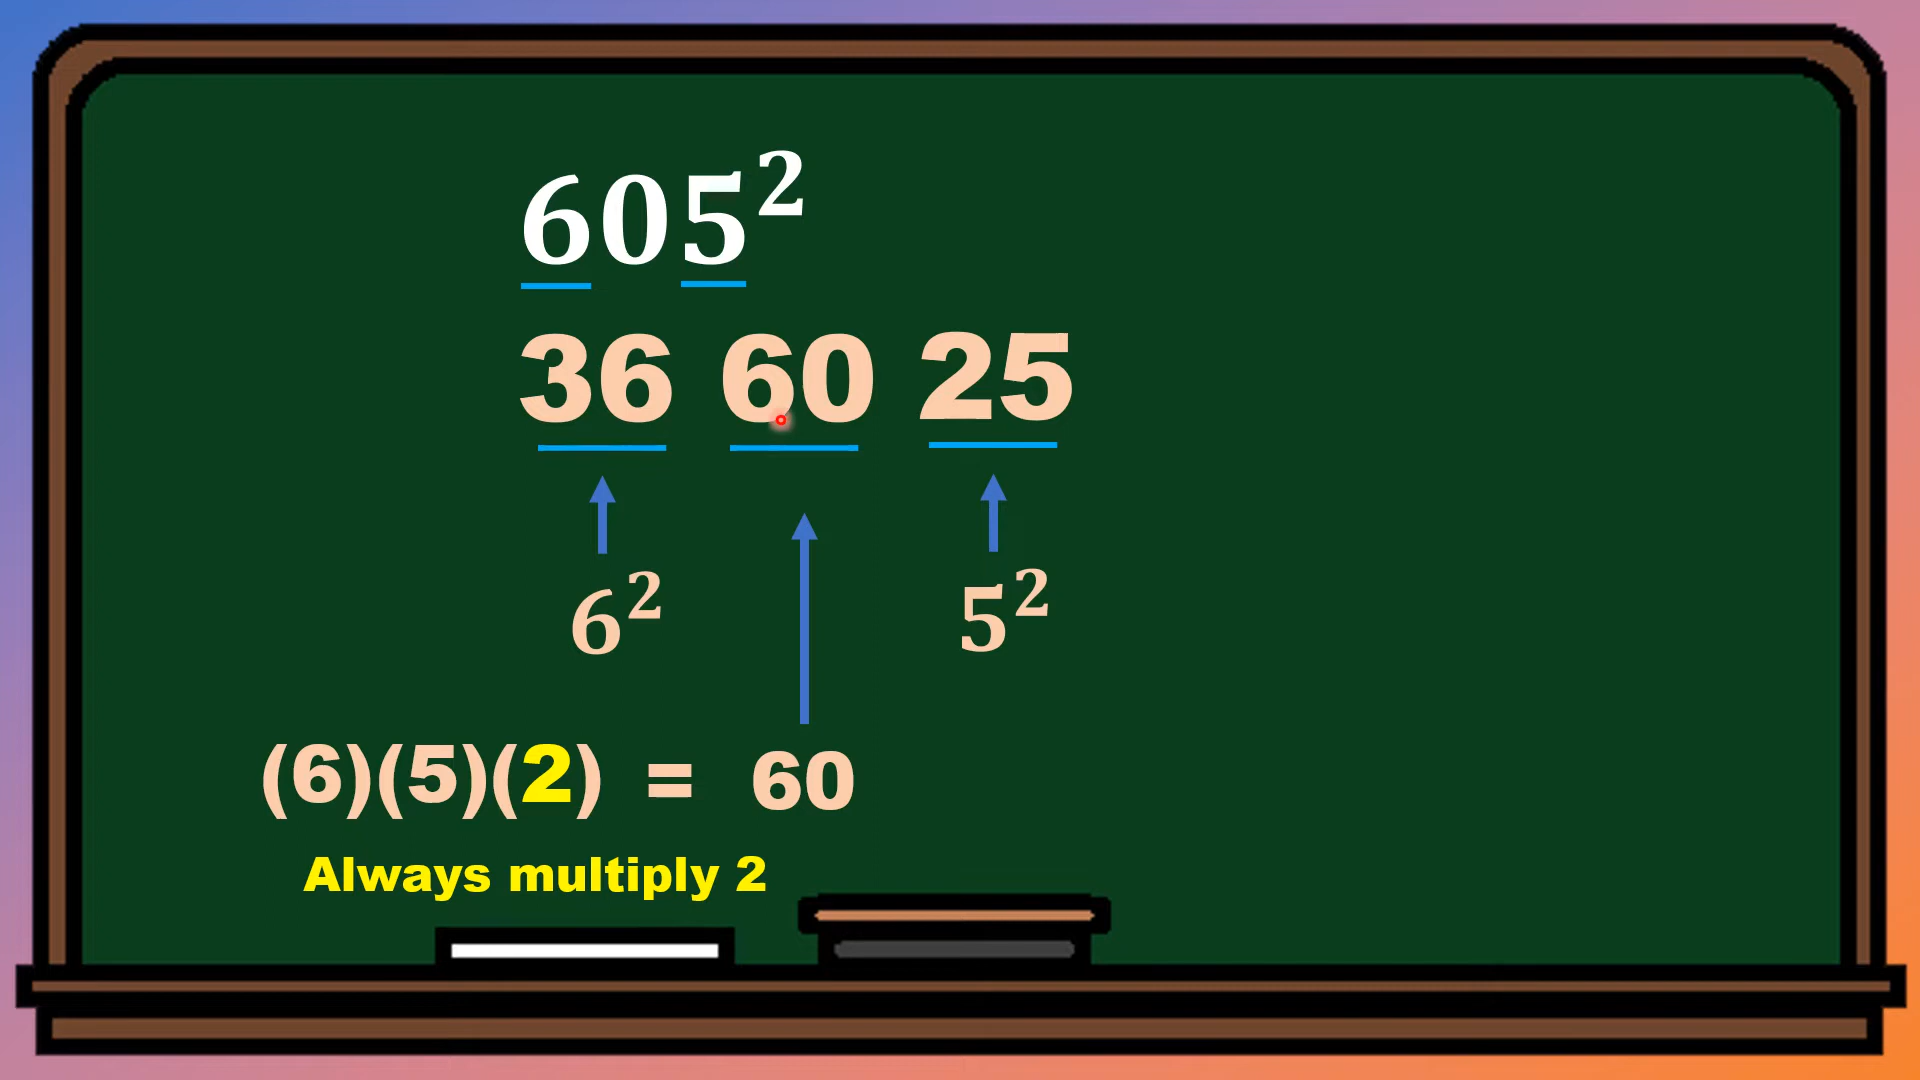 605²
36 60 25
6² 5²
(6)(5)(2) = 60
Always multiply 2